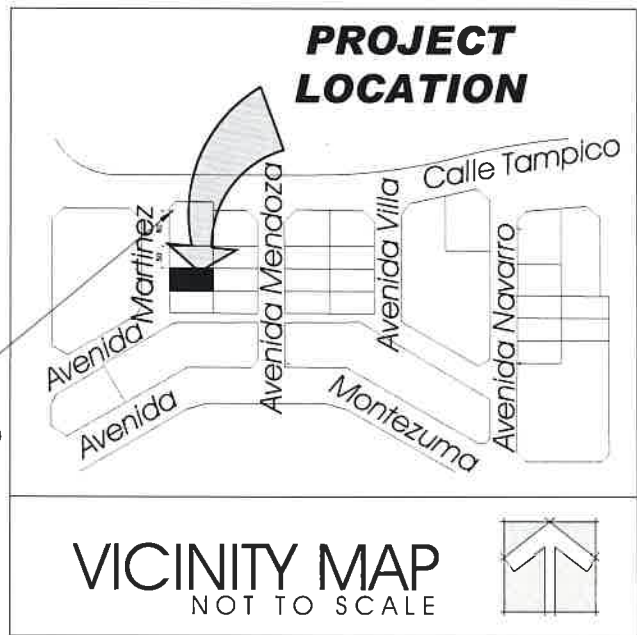 PROJECT
LOCATION
Calle Tampico
Avenida Martinez
Avenida Mendoza
Avenida Villa
Avenida Navarro
Avenida Montezuma
50
VICINITY MAP
NOT TO SCALE